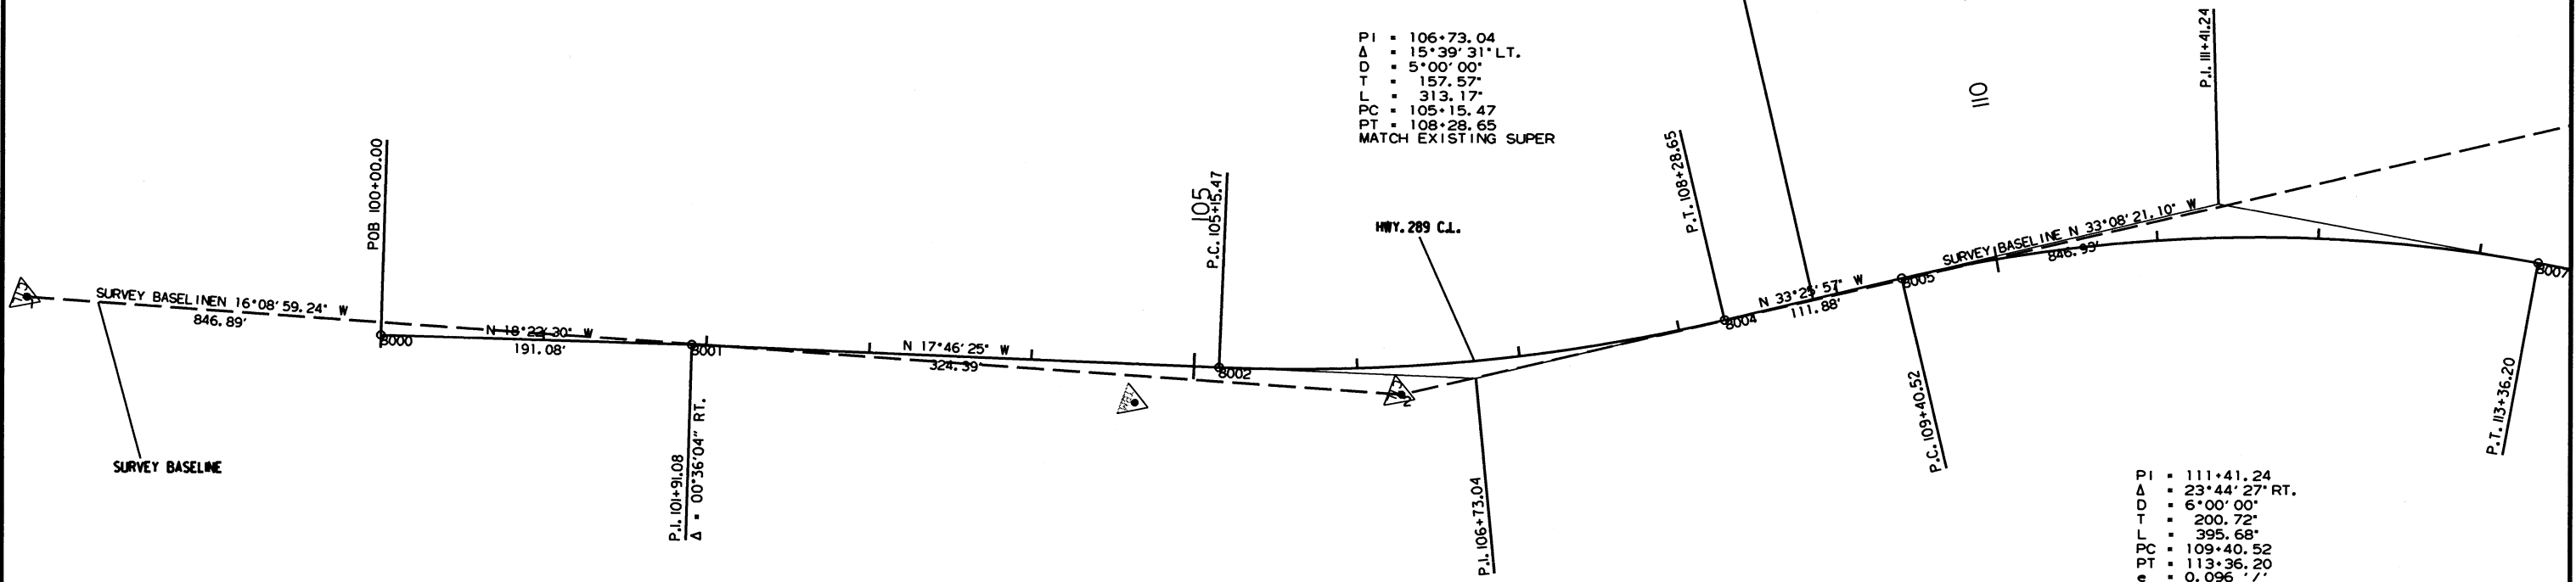 PI = 106+73.04
Δ = 15°39'31" LT.
D = 5°00'00"
T = 157.57"
L = 313.17"
PC = 105+15.47
PT = 108+28.65
MATCH EXISTING SUPER
P.I. 111+41.24
110
POB 100+00.00
105
P.C. 105+15.47
P.T. 108+28.65
HWY. 289 C.L.
SURVEY BASELINE N 16°08'59.24" W
846.89'
8000
N 18°22'30" W
191.08'
8001
N 17°46'25" W
324.39'
8002
2
8004
N 33°25'57" W
111.88'
8005
SURVEY BASELINE N 33°08'21.10" W
846.93'
8007
SURVEY BASELINE
P.I. 101+91.08
Δ = 00°36'04" RT.
P.I. 106+73.04
P.C. 109+40.52
P.T. 113+36.20
PI = 111+41.24
Δ = 23°44'27" RT.
D = 6°00'00"
T = 200.72"
L = 395.68"
PC = 109+40.52
PT = 113+36.20
e = 0.096 '/'